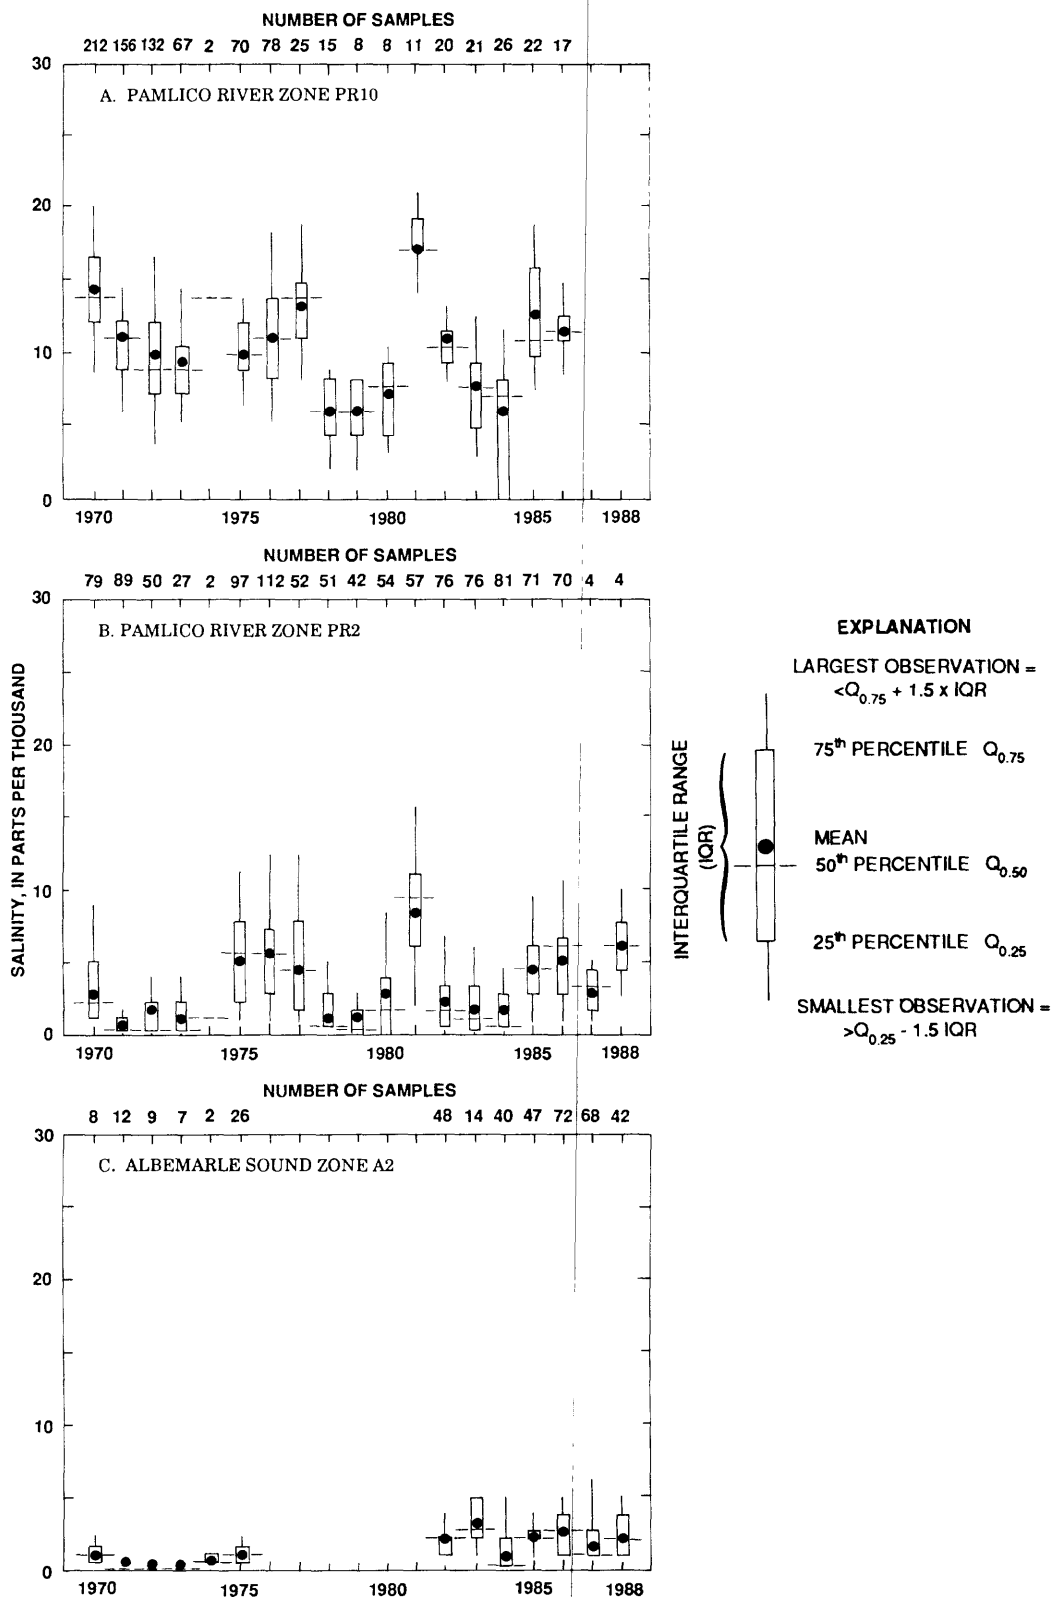 NUMBER OF SAMPLES
212 156 132 67 2 70 78 25 15 8 8 11 20 21 26 22 17
30
A. PAMLICO RIVER ZONE PR10
20
10
0
1970 1975 1980 1985 1988
NUMBER OF SAMPLES
79 89 50 27 2 97 112 52 51 42 54 57 76 76 81 71 70 4 4
30
B. PAMLICO RIVER ZONE PR2
20
10
0
1970 1975 1980 1985 1988
SALINITY, IN PARTS PER THOUSAND
NUMBER OF SAMPLES
8 12 9 7 2 26 48 14 40 47 72 68 42
30
C. ALBEMARLE SOUND ZONE A2
20
10
0
1970 1975 1980 1985 1988
EXPLANATION
LARGEST OBSERVATION =
<Q0.75 + 1.5 x IQR
75th PERCENTILE Q0.75
MEAN
50th PERCENTILE Q0.50
25th PERCENTILE Q0.25
SMALLEST OBSERVATION =
>Q0.25 - 1.5 IQR
INTERQUARTILE RANGE
(IQR)